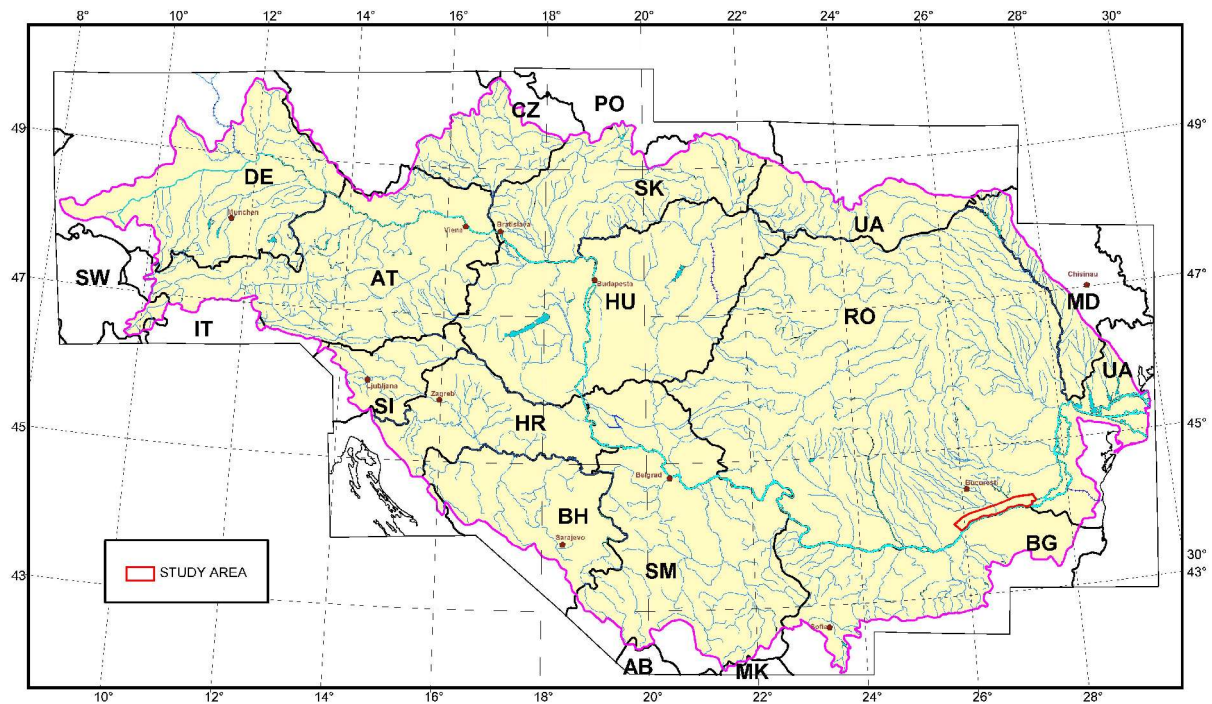 8° 10° 12° 14° 16° 18° 20° 22° 24° 26° 28° 30°
CZ PO
49° 49°
DE SK
Munchen
UA
Viena Bratislava
47° 47°
SW AT Chisinau
Budapesta
HU RO MD
IT
UA
Ljubljana
Zagreb
SI
HR
45° 45°
Belgrad
Bucuresti
BH
Sarajevo
BG
SM
30°
43° 43°
STUDY AREA
Sofia
AB MK
10° 12° 14° 16° 18° 20° 22° 24° 26° 28°